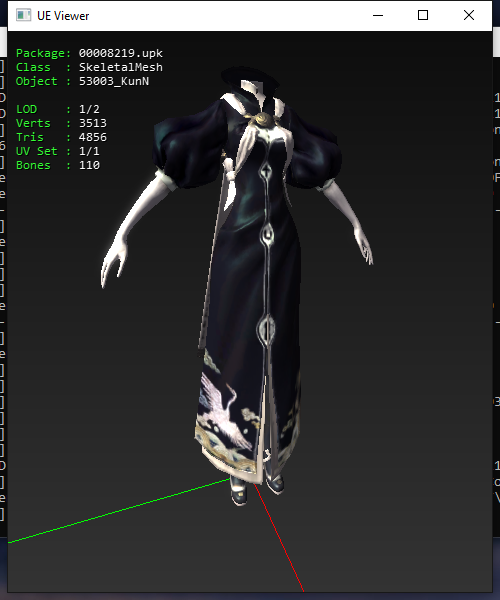 UE Viewer
Package: 00008219.upk
Class : SkeletalMesh
Object : 53003_KunN
LOD : 1/2
Verts : 3513
Tris : 4856
UV Set : 1/1
Bones : 110